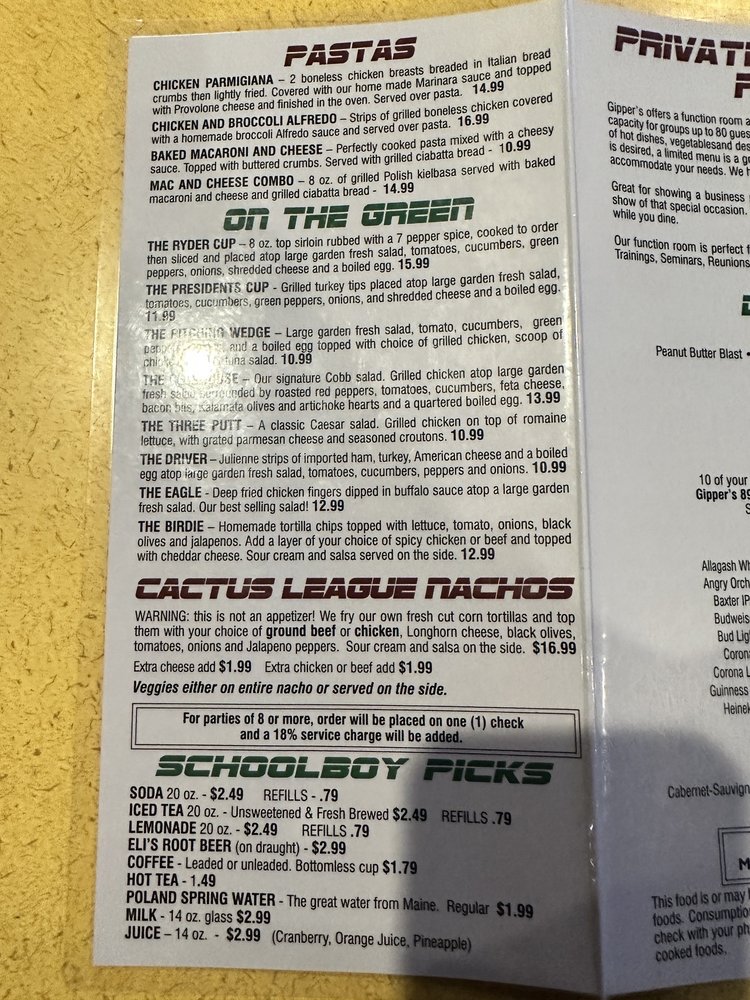 PASTAS
CHICKEN PARMIGIANA – 2 boneless chicken breasts breaded in Italian bread
crumbs then lightly fried. Covered with our home made Marinara sauce and topped
with Provolone cheese and finished in the oven. Served over pasta. 14.99
CHICKEN AND BROCCOLI ALFREDO – Strips of grilled boneless chicken covered
with a homemade broccoli Alfredo sauce and served over pasta. 16.99
BAKED MACARONI AND CHEESE – Perfectly cooked pasta mixed with a cheesy
sauce. Topped with buttered crumbs. Served with grilled ciabatta bread - 10.99
MAC AND CHEESE COMBO – 8 oz. of grilled Polish kielbasa served with baked
macaroni and cheese and grilled ciabatta bread - 14.99
ON THE GREEN
THE RYDER CUP – 8 oz. top sirloin rubbed with a 7 pepper spice, cooked to order
then sliced and placed atop large garden fresh salad, tomatoes, cucumbers, green
peppers, onions, shredded cheese and a boiled egg. 15.99
THE PRESIDENTS CUP - Grilled turkey tips placed atop large garden fresh salad,
tomatoes, cucumbers, green peppers, onions, and shredded cheese and a boiled egg.
11.99
THE PITCHING WEDGE – Large garden fresh salad, tomato, cucumbers, green
and a boiled egg topped with choice of grilled chicken, scoop of
tuna salad. 10.99
THE – Our signature Cobb salad. Grilled chicken atop large garden
fresh salad surrounded by roasted red peppers, tomatoes, cucumbers, feta cheese,
bacon bits, Kalamata olives and artichoke hearts and a quartered boiled egg. 13.99
THE THREE PUTT – A classic Caesar salad. Grilled chicken on top of romaine
lettuce, with grated parmesan cheese and seasoned croutons. 10.99
THE DRIVER – Julienne strips of imported ham, turkey, American cheese and a boiled
egg atop large garden fresh salad, tomatoes, cucumbers, peppers and onions. 10.99
THE EAGLE - Deep fried chicken fingers dipped in buffalo sauce atop a large garden
fresh salad. Our best selling salad! 12.99
THE BIRDIE – Homemade tortilla chips topped with lettuce, tomato, onions, black
olives and jalapenos. Add a layer of your choice of spicy chicken or beef and topped
with cheddar cheese. Sour cream and salsa served on the side. 12.99
CACTUS LEAGUE NACHOS
WARNING: this is not an appetizer! We fry our own fresh cut corn tortillas and top
them with your choice of ground beef or chicken, Longhorn cheese, black olives,
tomatoes, onions and Jalapeno peppers. Sour cream and salsa on the side. $16.99
Extra cheese add $1.99 Extra chicken or beef add $1.99
Veggies either on entire nacho or served on the side.
For parties of 8 or more, order will be placed on one (1) check
and a 18% service charge will be added.
SCHOOLBOY PICKS
SODA 20 oz. - $2.49 REFILLS - .79
ICED TEA 20 oz. - Unsweetened & Fresh Brewed $2.49 REFILLS .79
LEMONADE 20 oz. - $2.49 REFILLS .79
ELI'S ROOT BEER (on draught) - $2.99
COFFEE - Leaded or unleaded. Bottomless cup $1.79
HOT TEA - 1.49
POLAND SPRING WATER - The great water from Maine. Regular $1.99
MILK - 14 oz. glass $2.99
JUICE – 14 oz. - $2.99 (Cranberry, Orange Juice, Pineapple)
PRIVATE
Gipper's offers a function room a
capacity for groups up to 80 gues
of hot dishes, vegetablesand des
is desired, a limited menu is a g
accommodate your needs. We h
Great for showing a business
show of that special occasion.
while you dine.
Our function room is perfect f
Trainings, Seminars, Reunions
Peanut Butter Blast •
10 of your
Gipper's 89
Allagash Wh
Angry Orch
Baxter IP
Budweis
Bud Lig
Coron
Corona L
Guinness
Heinek
Cabernet-Sauvign
M
This food is or may
foods. Consumptio
check with your ph
cooked foods.